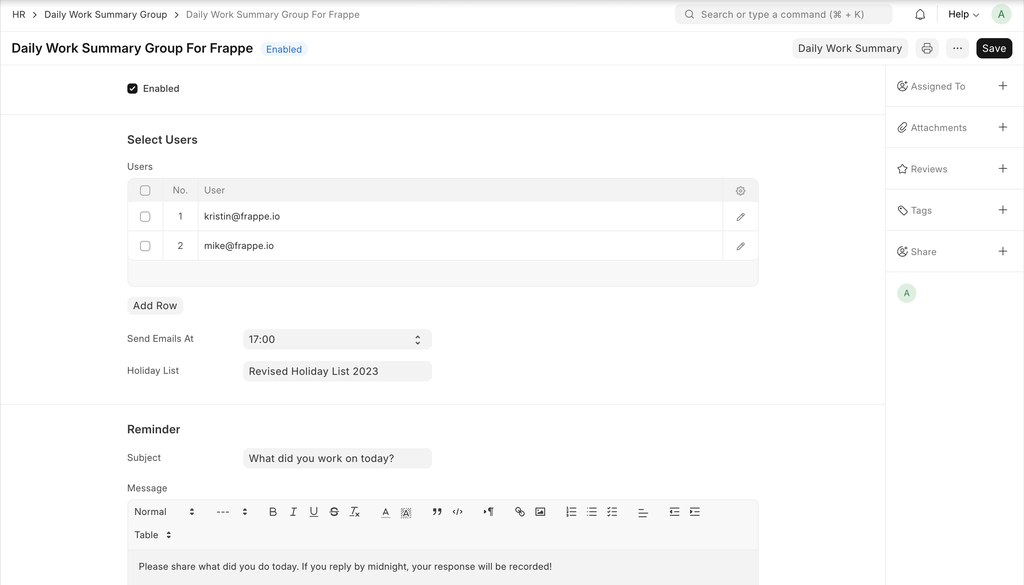 HR > Daily Work Summary Group > Daily Work Summary Group For Frappe
Search or type a command (⌘ + K)
Help
A
Daily Work Summary Group For Frappe
Enabled
Daily Work Summary
Save
Enabled
Select Users
Users
No. User
1 kristin@frappe.io
2 mike@frappe.io
Add Row
Send Emails At
17:00
Holiday List
Revised Holiday List 2023
Reminder
Subject
What did you work on today?
Message
Normal --- B I U S Tx A A
Table
Please share what did you do today. If you reply by midnight, your response will be recorded!
Assigned To +
Attachments +
Reviews +
Tags +
Share +
A